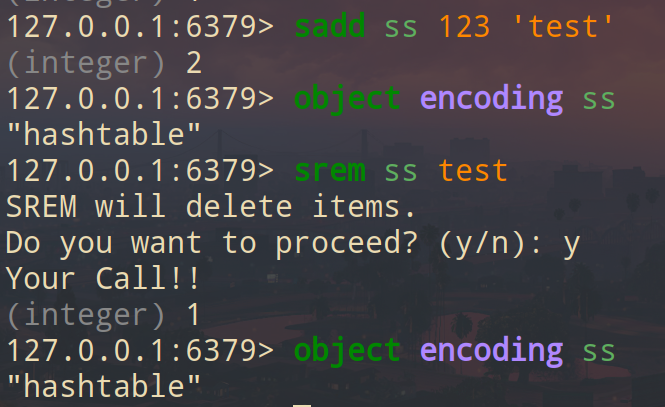 127.0.0.1:6379> sadd ss 123 'test'
(integer) 2
127.0.0.1:6379> object encoding ss
"hashtable"
127.0.0.1:6379> srem ss test
SREM will delete items.
Do you want to proceed? (y/n): y
Your Call!!
(integer) 1
127.0.0.1:6379> object encoding ss
"hashtable"